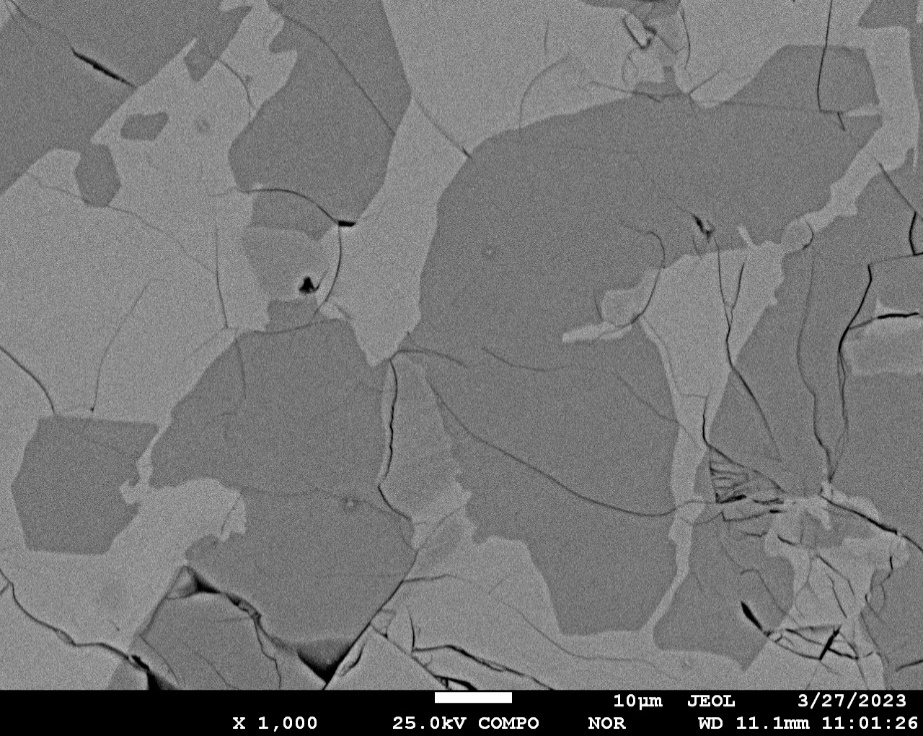 10µm JEOL 3/27/2023
X 1,000 25.0kV COMPO NOR WD 11.1mm 11:01:26